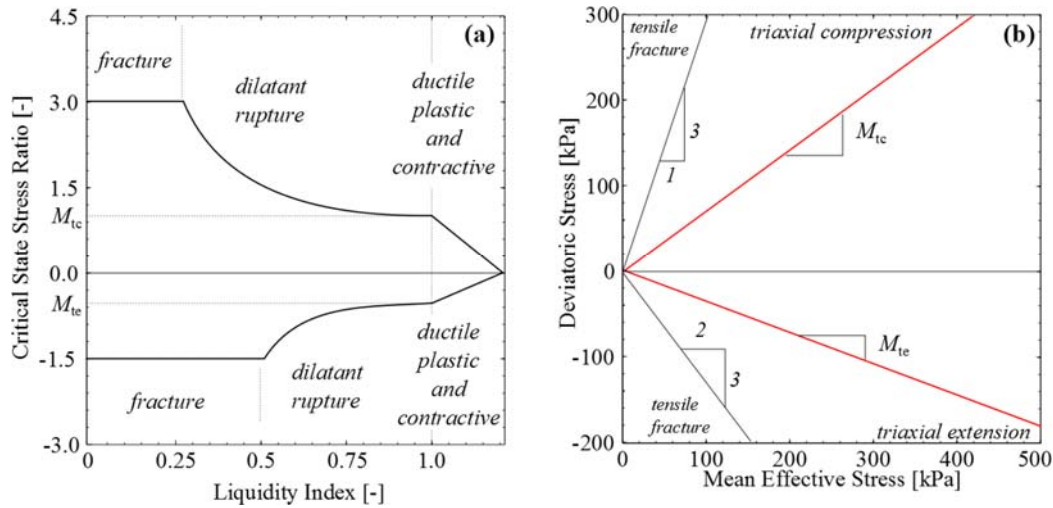 (a)
4.5
3.0
1.5
M_tc
0.0
M_te
-1.5
-3.0
Critical State Stress Ratio [-]
fracture
dilatant
rupture
ductile
plastic
and
contractive
fracture
dilatant
rupture
ductile
plastic
and
contractive
0
0.25
0.5
0.75
1.0
Liquidity Index [-]
(b)
300
200
100
0
-100
-200
Deviatoric Stress [kPa]
tensile
fracture
triaxial compression
3
1
M_tc
2
3
M_te
tensile
fracture
triaxial extension
0
100
200
300
400
500
Mean Effective Stress [kPa]